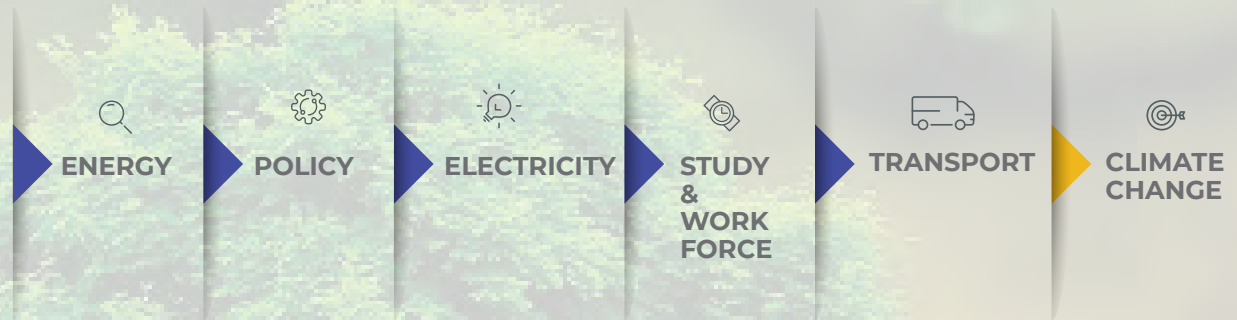 ENERGY
POLICY
ELECTRICITY
STUDY
&
WORK
FORCE
TRANSPORT
CLIMATE
CHANGE